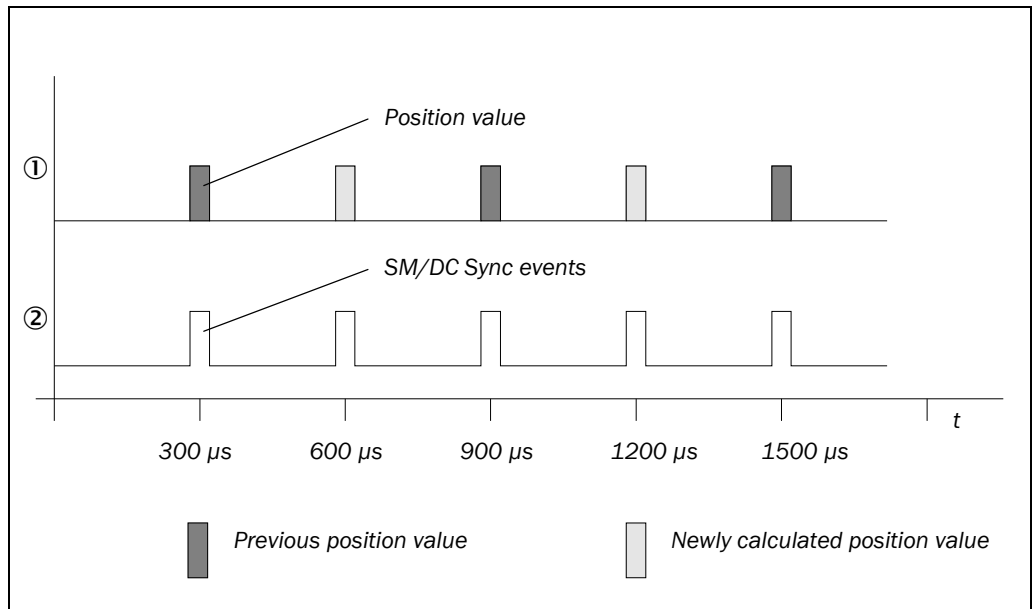 Position value
①
SM/DC Sync events
②
t
300 µs 600 µs 900 µs 1200 µs 1500 µs
Previous position value Newly calculated position value